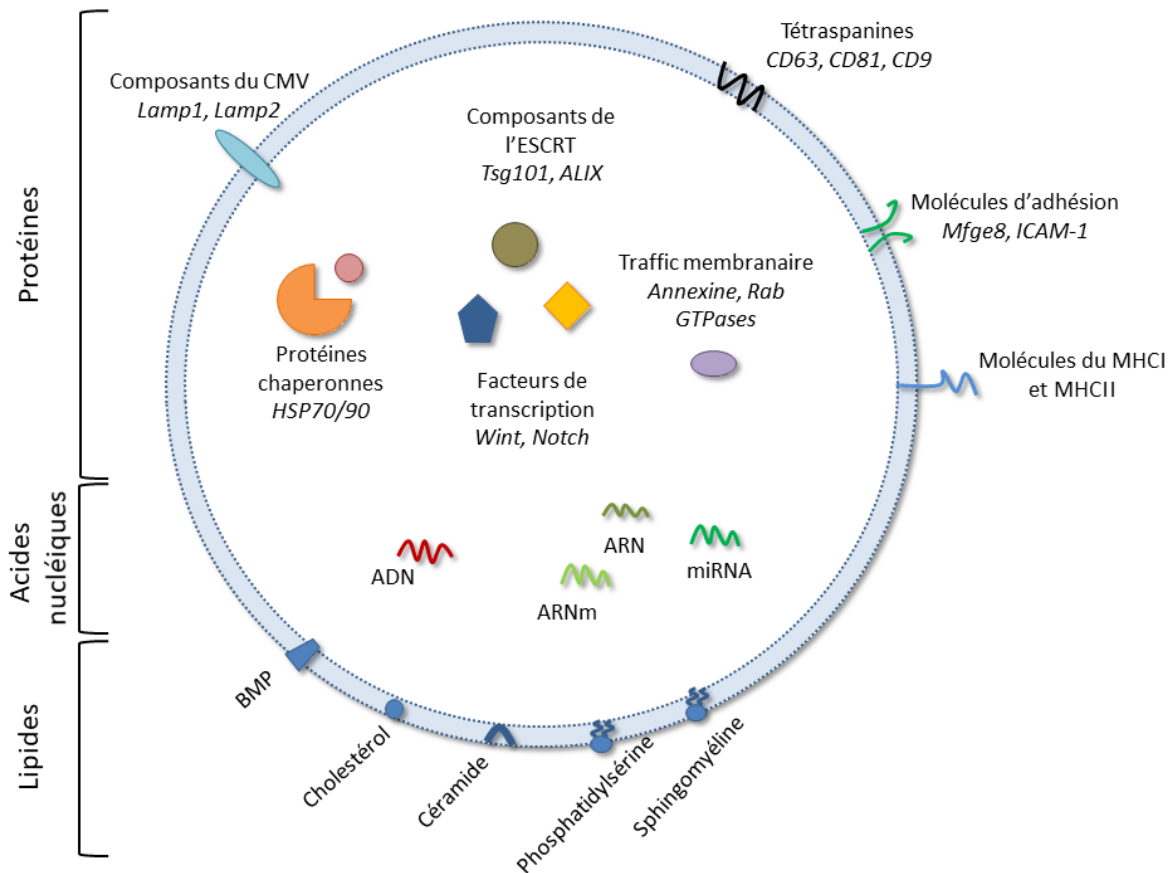 Protéines
Composants du CMV
Lamp1, Lamp2
Tétraspanines
CD63, CD81, CD9
Composants de
l’ESCRT
Tsg101, ALIX
Molécules d’adhésion
Mfge8, ICAM-1
Traffic membranaire
Annexine, Rab
GTPases
Protéines
chaperonnes
HSP70/90
Facteurs de
transcription
Wint, Notch
Molécules du MHCI
et MHCII
Acides
nucléiques
ADN
ARN
ARNm
miRNA
Lipides
BMP
Cholestérol
Céramide
Phosphatidylsérine
Sphingomyéline